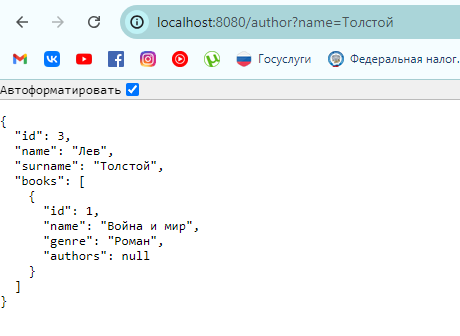 localhost:8080/author?name=Толстой
Госуслуги
Федеральная налог.
Автоформатировать
{
"id": 3,
"name": "Лев",
"surname": "Толстой",
"books": [
{
"id": 1,
"name": "Война и мир",
"genre": "Роман",
"authors": null
}
]
}